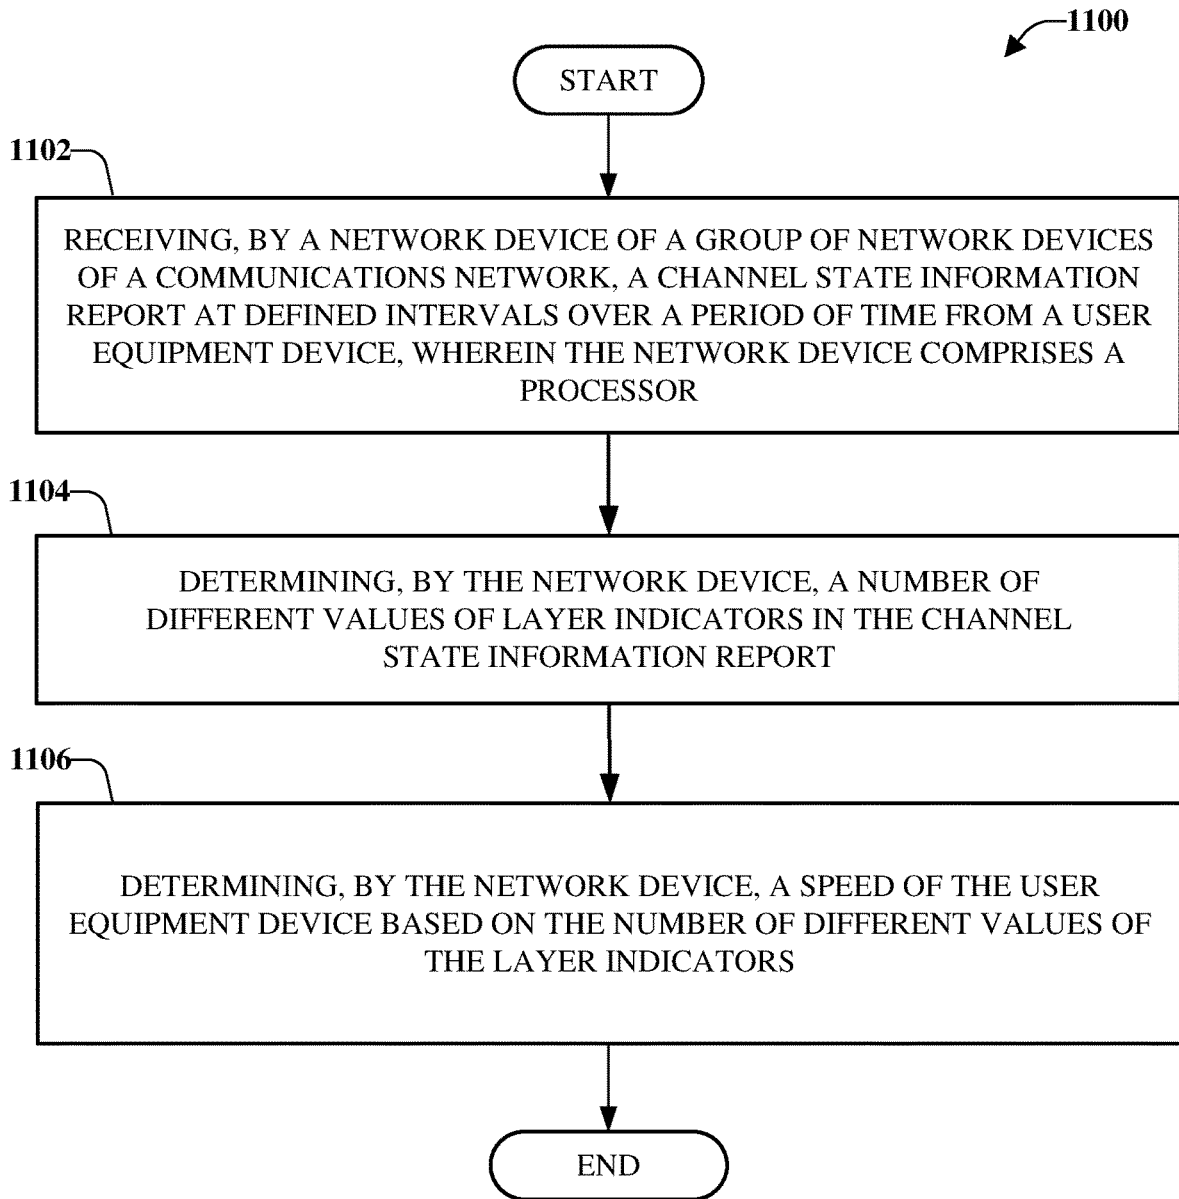 1100
START
1102
RECEIVING, BY A NETWORK DEVICE OF A GROUP OF NETWORK DEVICES
OF A COMMUNICATIONS NETWORK, A CHANNEL STATE INFORMATION
REPORT AT DEFINED INTERVALS OVER A PERIOD OF TIME FROM A USER
EQUIPMENT DEVICE, WHEREIN THE NETWORK DEVICE COMPRISES A
PROCESSOR
1104
DETERMINING, BY THE NETWORK DEVICE, A NUMBER OF
DIFFERENT VALUES OF LAYER INDICATORS IN THE CHANNEL
STATE INFORMATION REPORT
1106
DETERMINING, BY THE NETWORK DEVICE, A SPEED OF THE USER
EQUIPMENT DEVICE BASED ON THE NUMBER OF DIFFERENT VALUES OF
THE LAYER INDICATORS
END